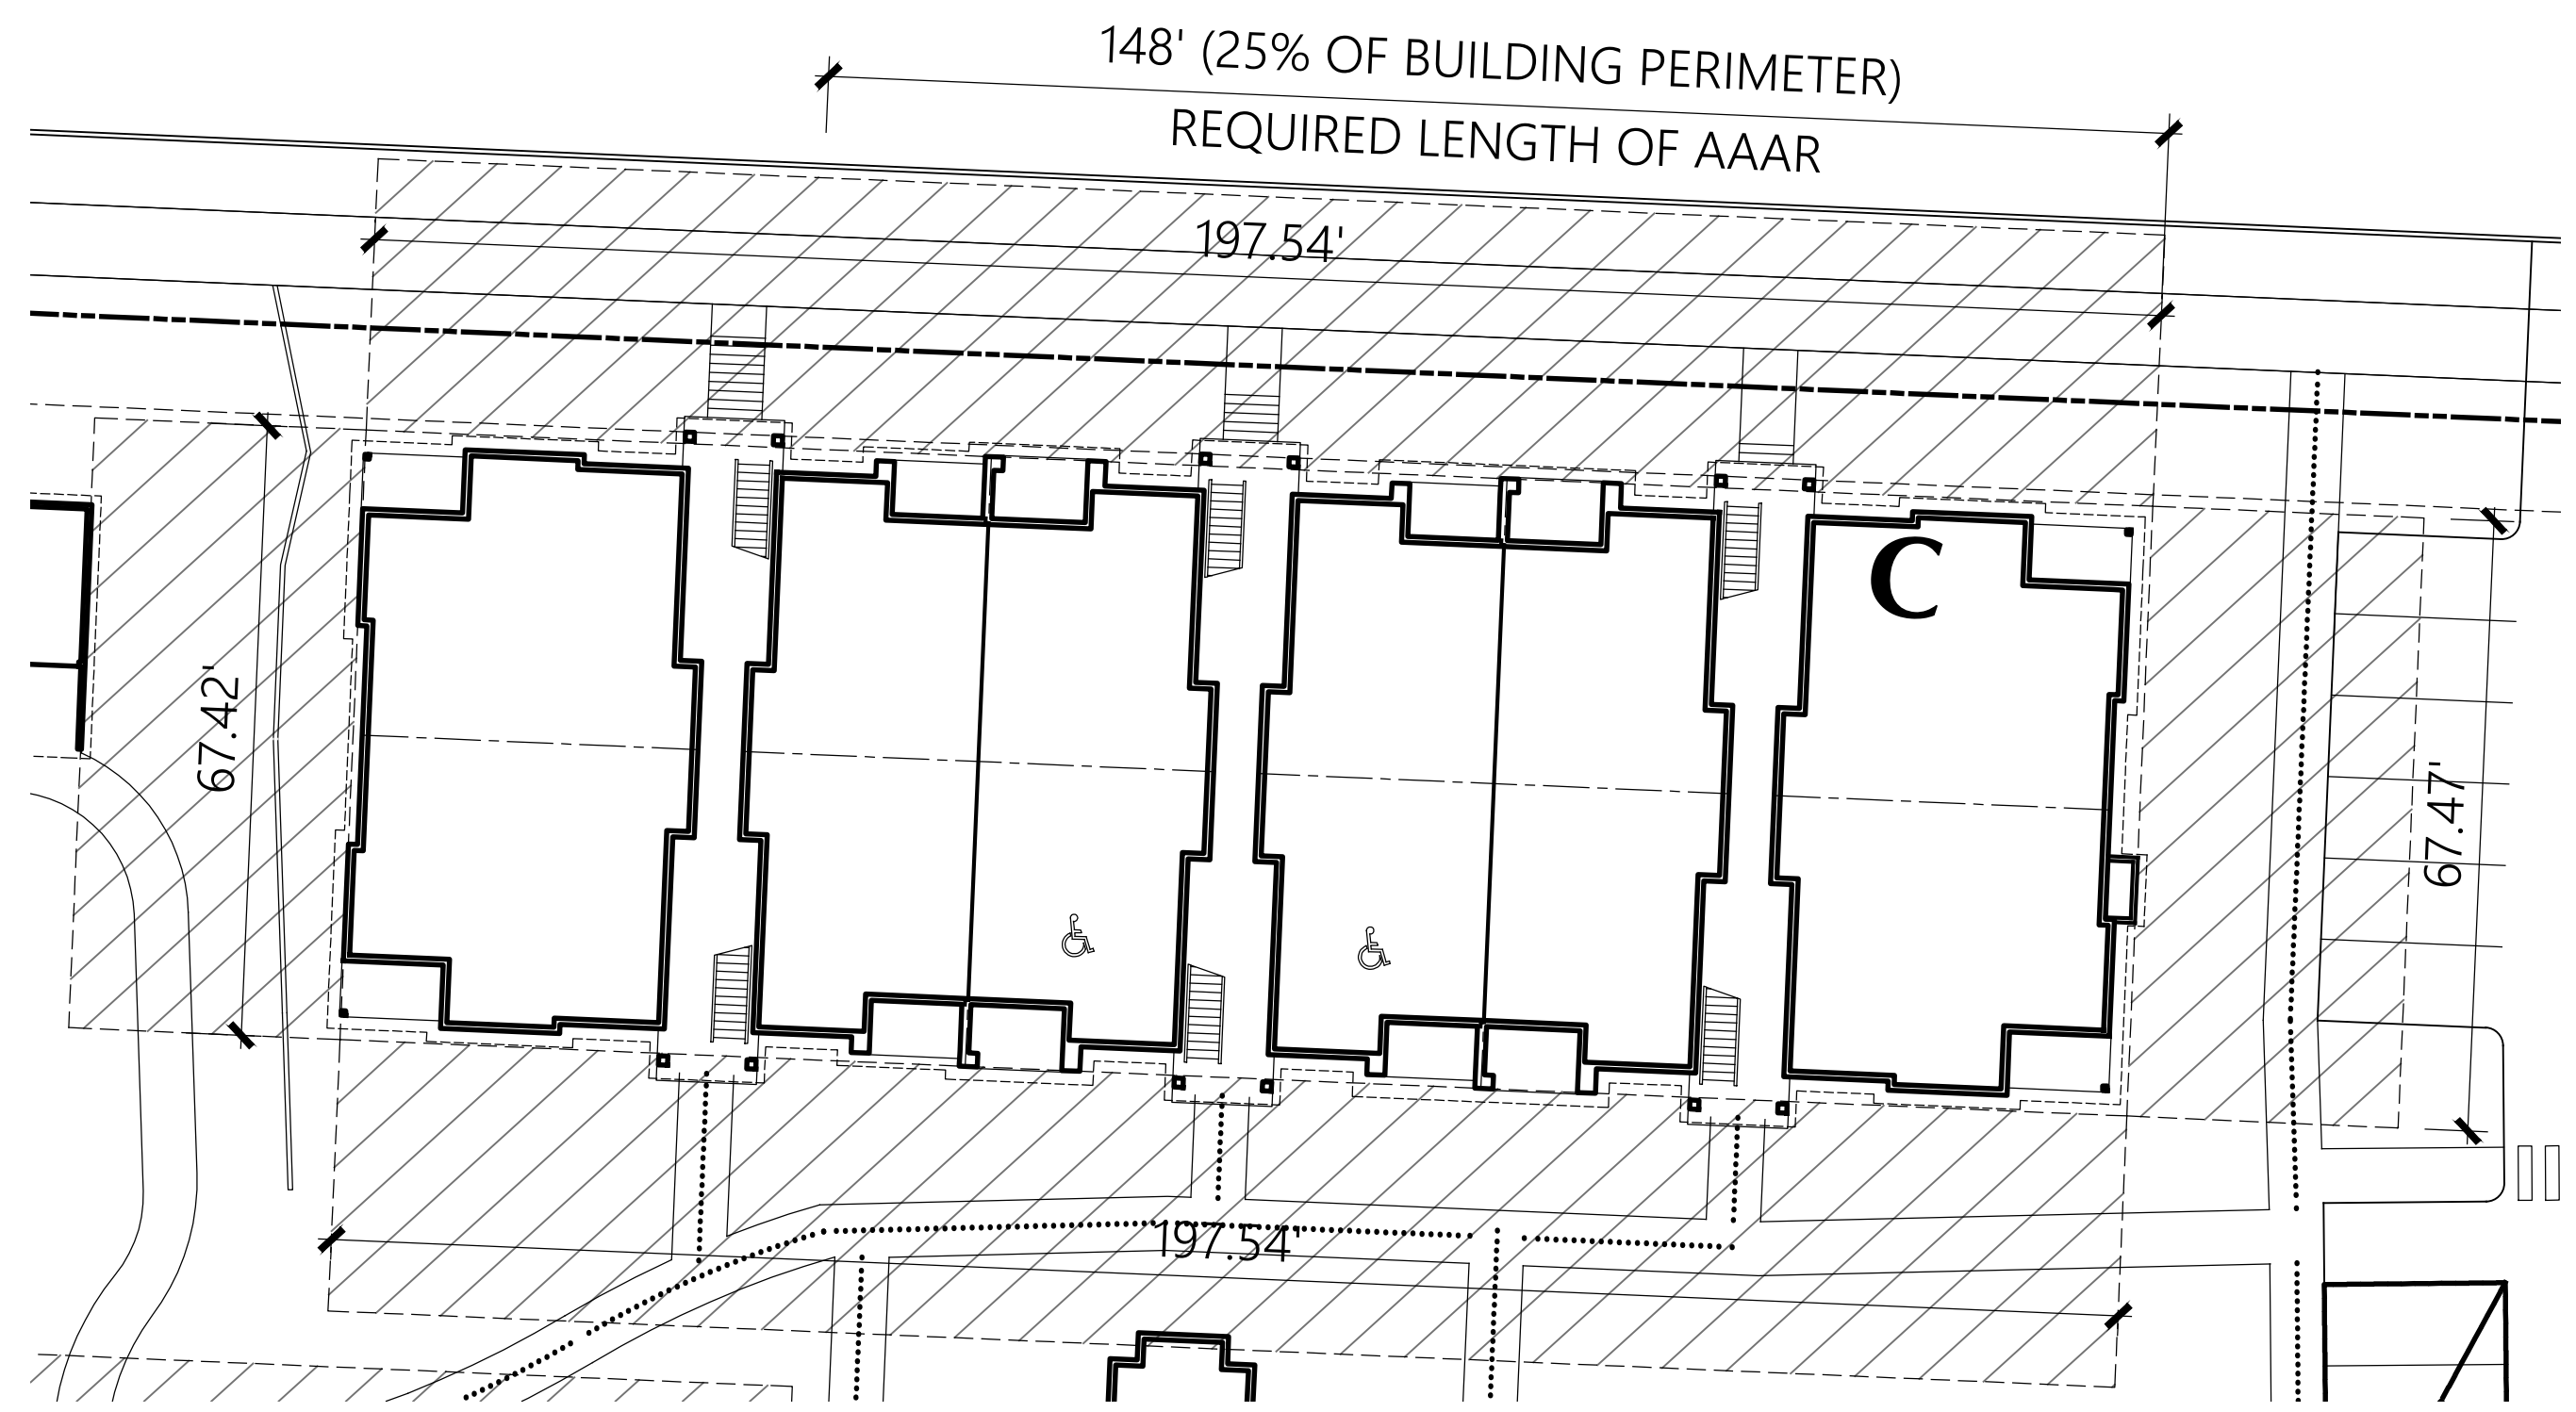 148' (25% OF BUILDING PERIMETER)
REQUIRED LENGTH OF AAAR
197.54'
C
67.42'
67.47'
197.54'